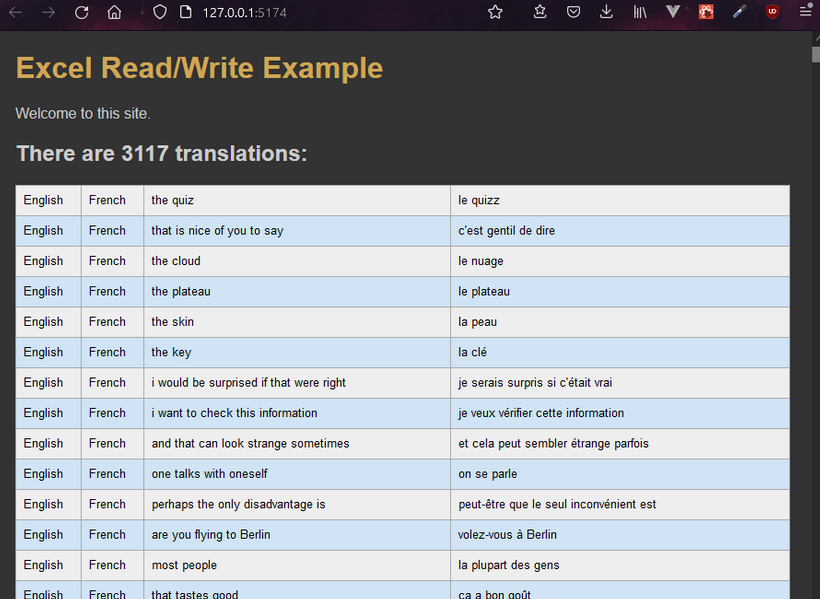 127.0.0.1:5174
Excel Read/Write Example
Welcome to this site.
There are 3117 translations:
English French the quiz le quizz
English French that is nice of you to say c'est gentil de dire
English French the cloud le nuage
English French the plateau le plateau
English French the skin la peau
English French the key la clé
English French i would be surprised if that were right je serais surpris si c'était vrai
English French i want to check this information je veux vérifier cette information
English French and that can look strange sometimes et cela peut sembler étrange parfois
English French one talks with oneself on se parle
English French perhaps the only disadvantage is peut-être que le seul inconvénient est
English French are you flying to Berlin volez-vous à Berlin
English French most people la plupart des gens
English French that tastes good ça a bon goût